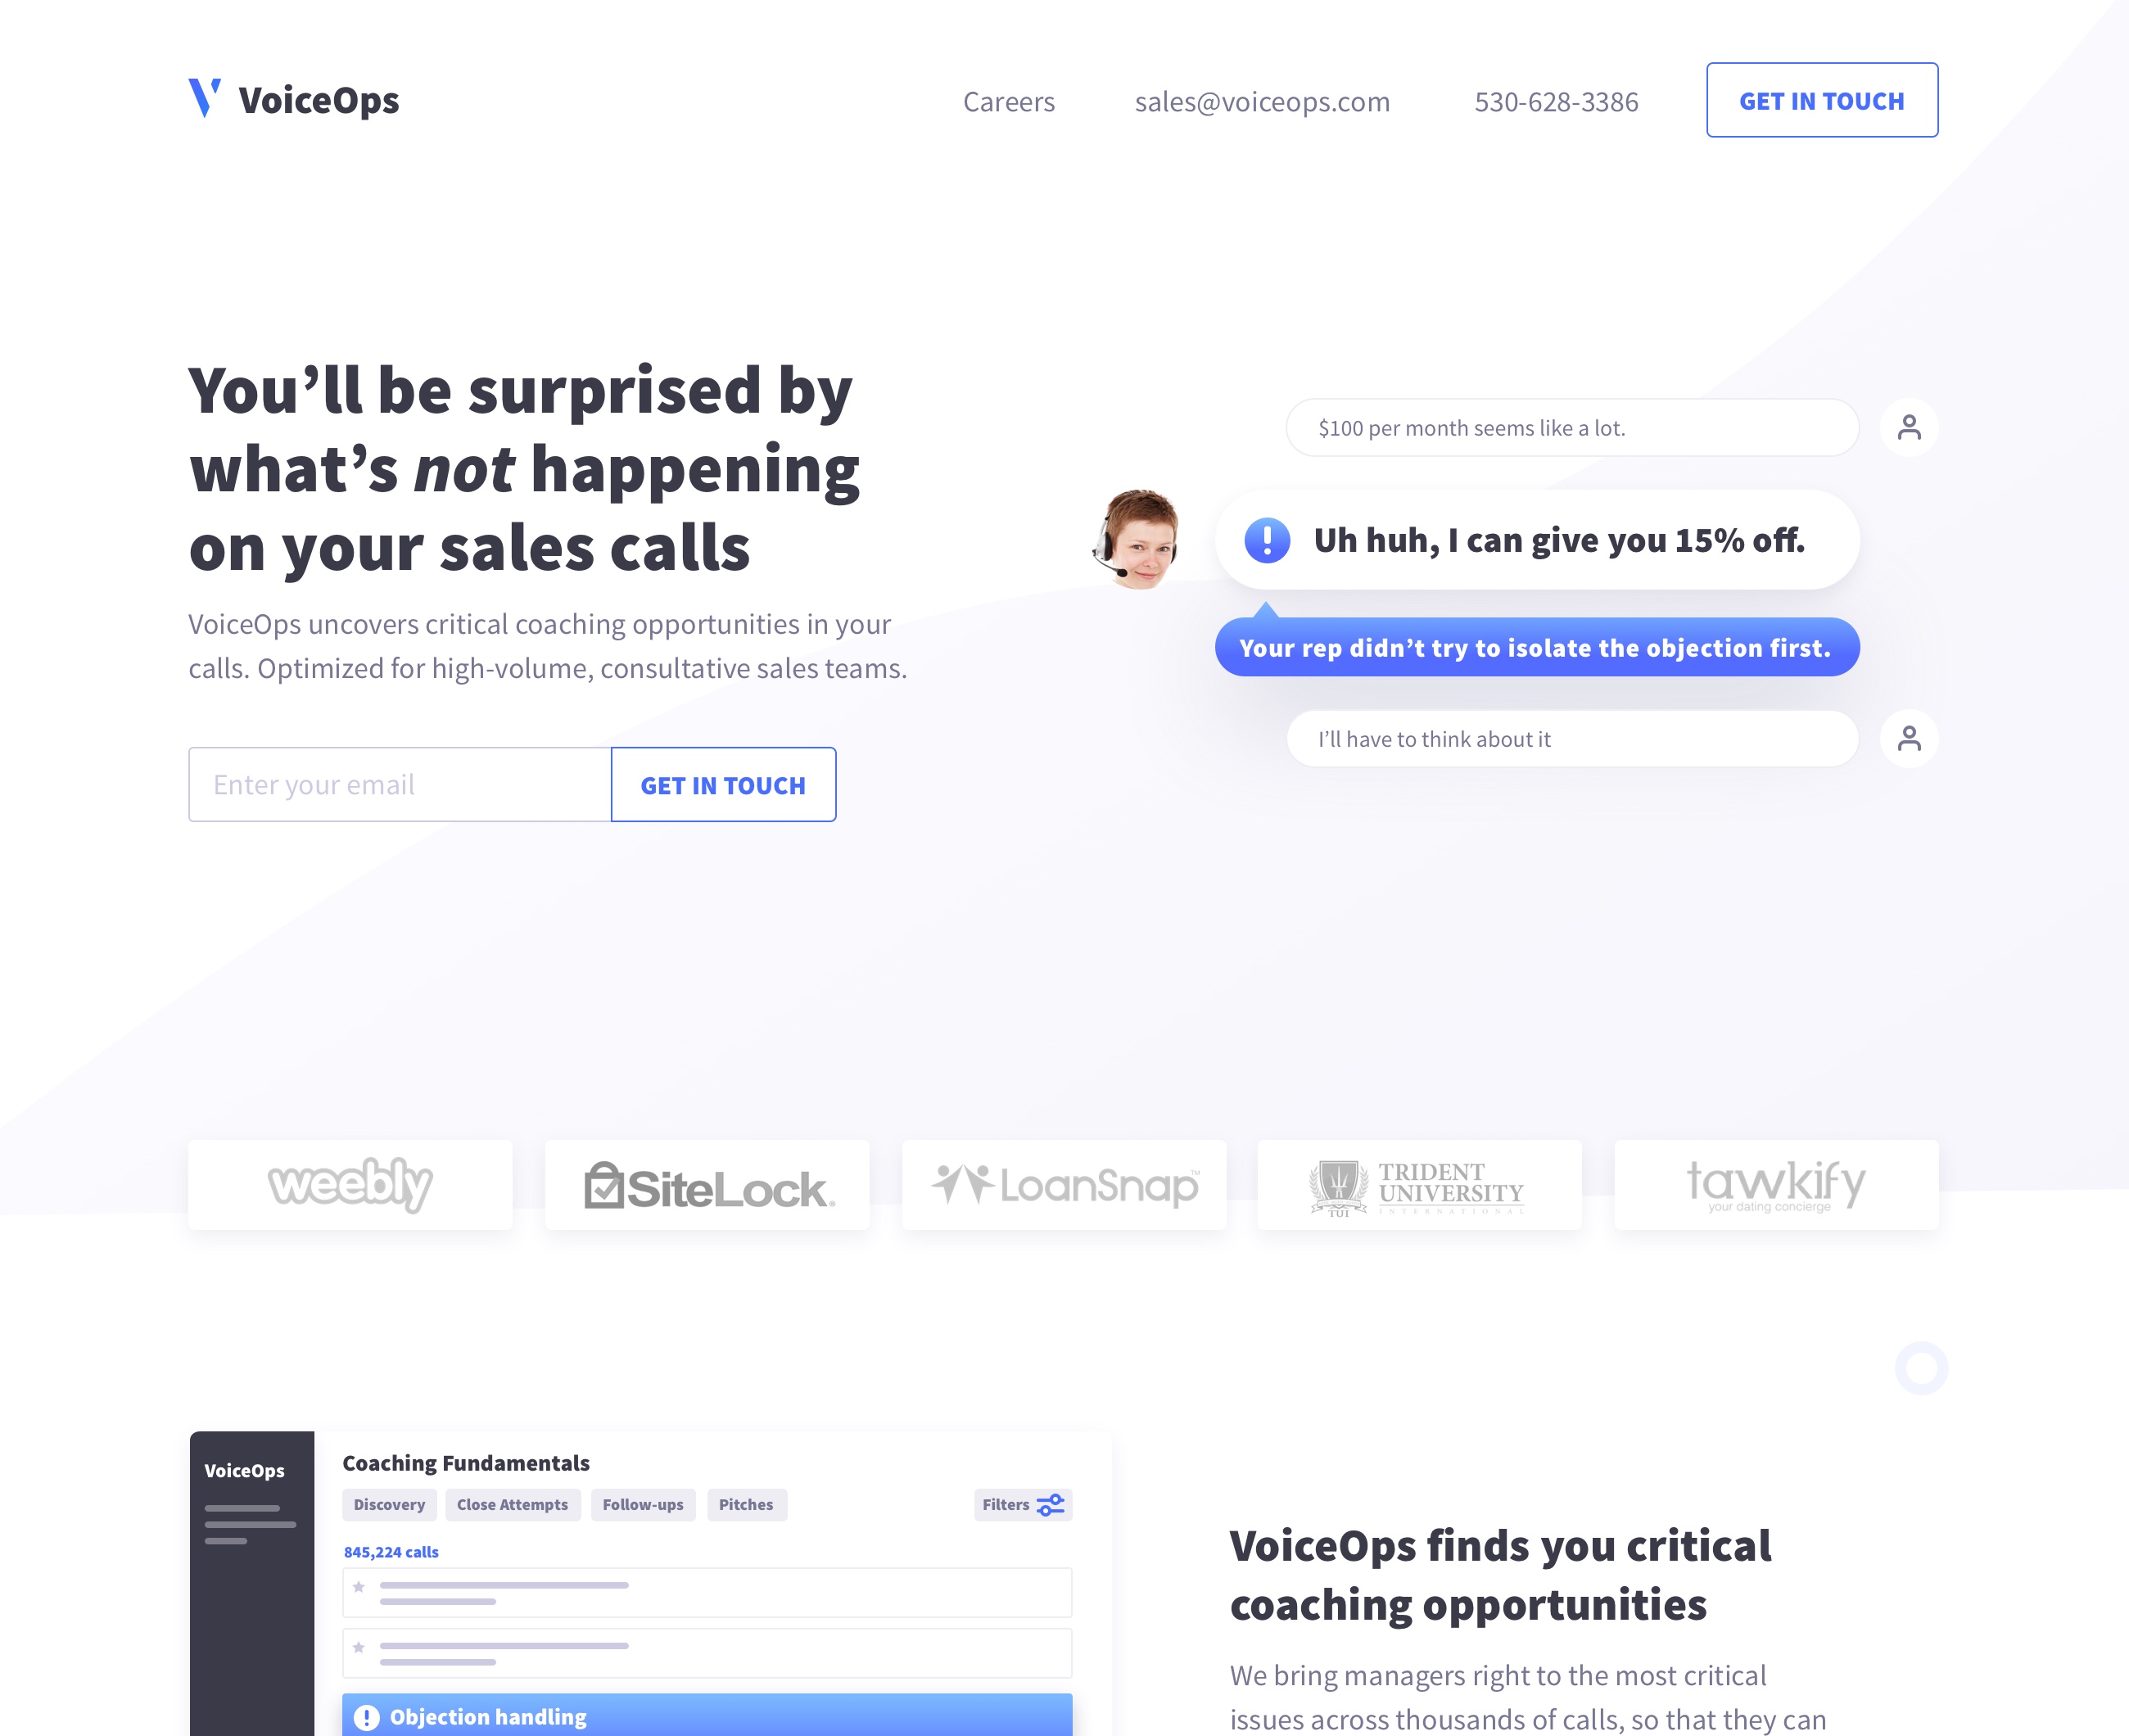 VoiceOps
Careers
sales@voiceops.com
530-628-3386
GET IN TOUCH
You’ll be surprised by
what’s not happening
on your sales calls
VoiceOps uncovers critical coaching opportunities in your
calls. Optimized for high-volume, consultative sales teams.
Enter your email
GET IN TOUCH
$100 per month seems like a lot.
Uh huh, I can give you 15% off.
Your rep didn’t try to isolate the objection first.
I’ll have to think about it
weebly
SiteLock®
LoanSnap™
TUI
TRIDENT
UNIVERSITY
INTERNATIONAL
tawkify
your dating concierge
VoiceOps
Coaching Fundamentals
Discovery
Close Attempts
Follow-ups
Pitches
Filters
845,224 calls
Objection handling
VoiceOps finds you critical
coaching opportunities
We bring managers right to the most critical
issues across thousands of calls, so that they can